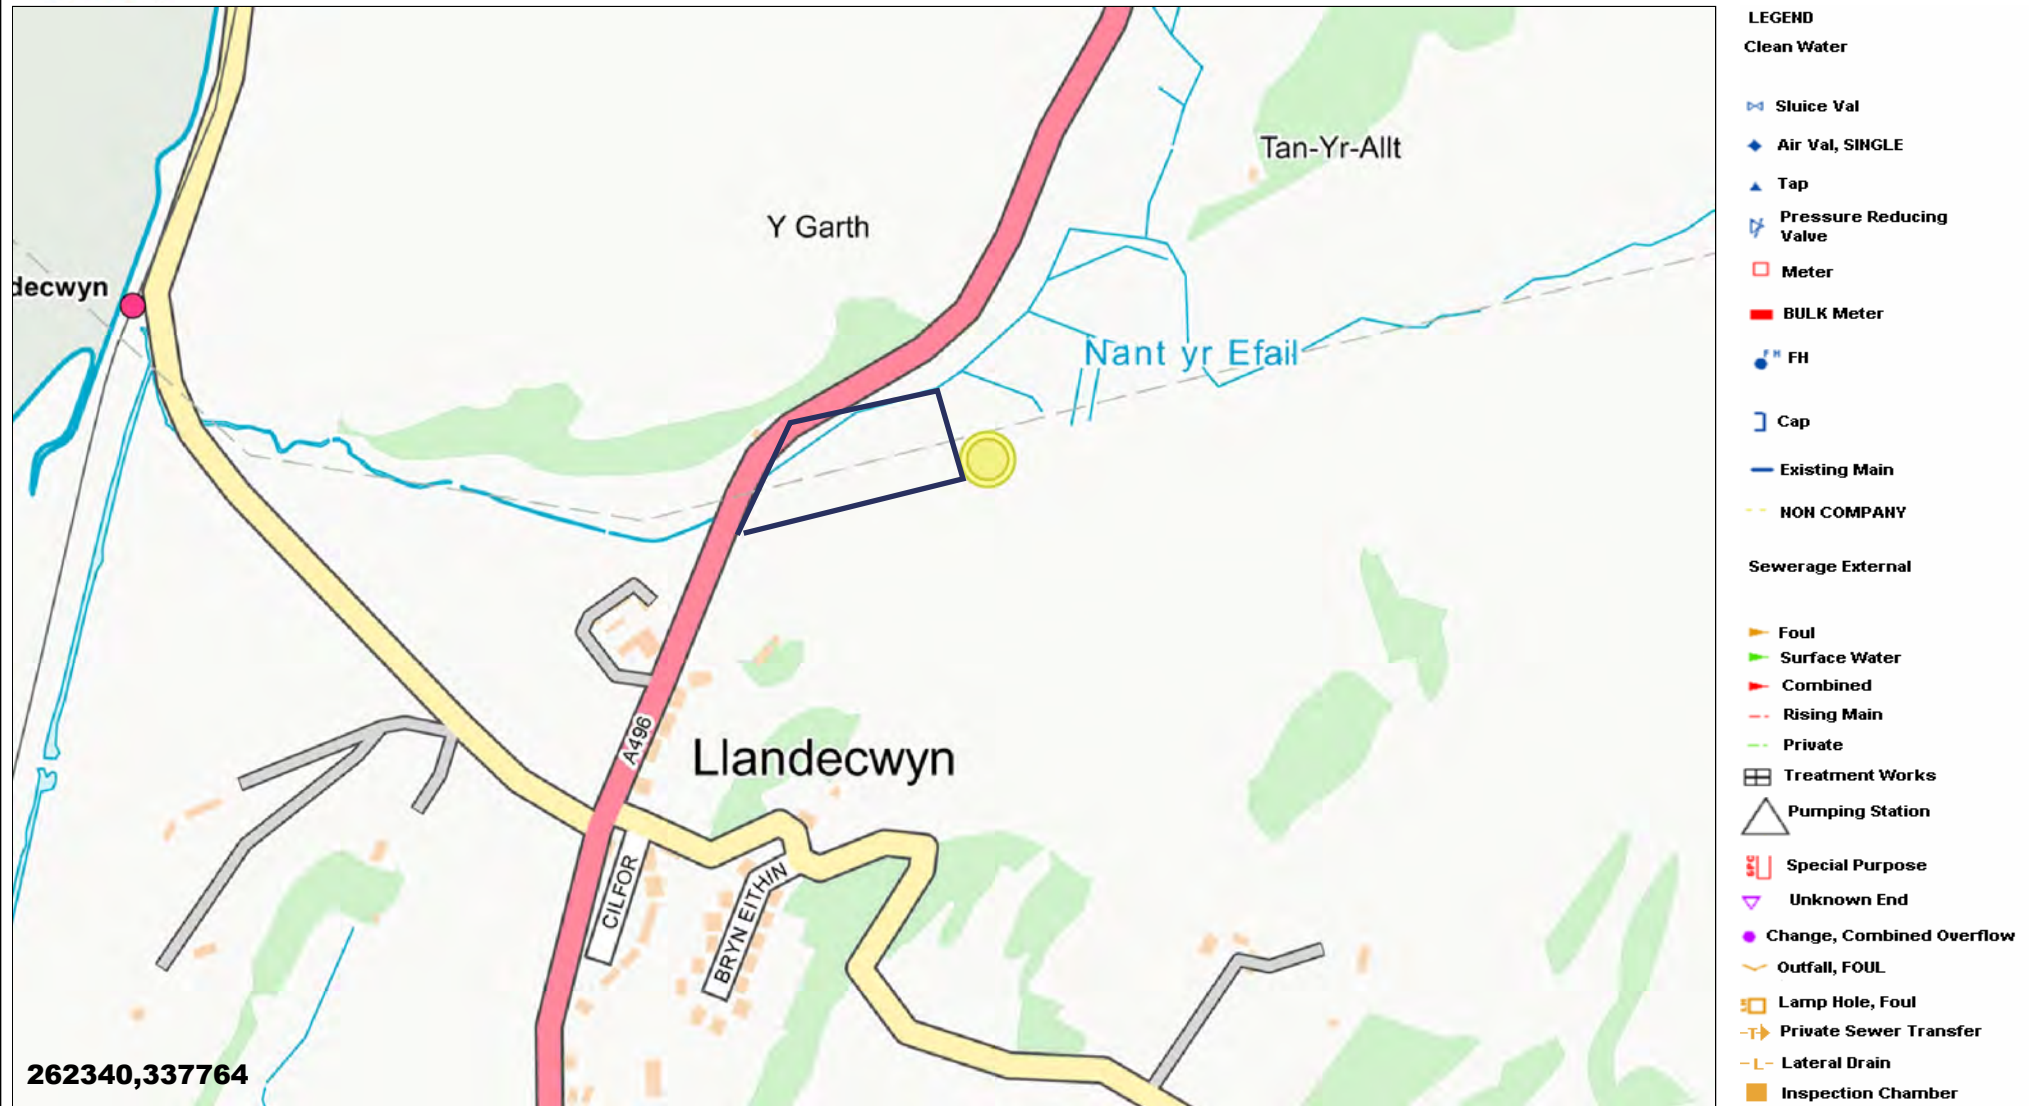 Tan-Yr-Allt
Y Garth
decwyn
Nant yr Efail
A496
Llandecwyn
CILFOR
BRYN EITHIN
262340,337764
LEGEND
Clean Water
Sluice Val
Air Val, SINGLE
Tap
Pressure Reducing
Valve
Meter
BULK Meter
FH
Cap
Existing Main
NON COMPANY
Sewerage External
Foul
Surface Water
Combined
Rising Main
Private
Treatment Works
Pumping Station
SPC Special Purpose
Unknown End
Change, Combined Overflow
Outfall, FOUL
Lamp Hole, Foul
T Private Sewer Transfer
L Lateral Drain
Inspection Chamber